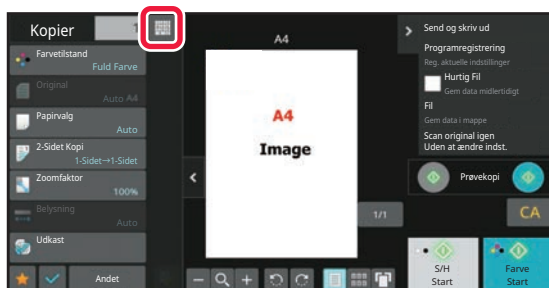 Kopier
1
Farvetilstand
Fuld Farve
Original
Auto A4
Papirvalg
Auto
2-Sidet Kopi
1-Sidet→1-Sidet
Zoomfaktor
100%
Belysning
Auto
Udkast
Andet
A4
A4
Image
1/1
Send og skriv ud
Programregistrering
Reg. aktuelle indstillinger
Hurtig Fil
Gem data midlertidigt
Fil
Gem data i mappe
Scan original igen
Uden at ændre indst.
Prøvekopi
CA
S/H
Start
Farve
Start